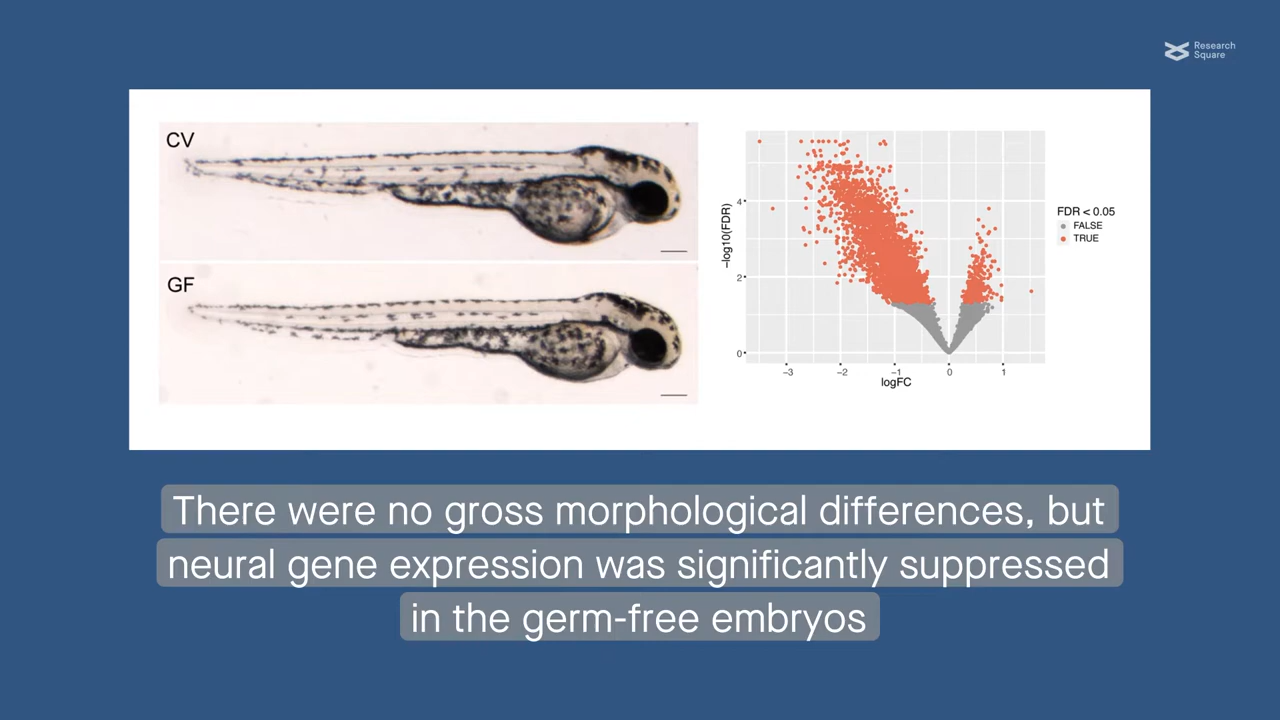 Research
Square
CV
GF
−log10(FDR)
4
2
0
−3
−2
−1
0
1
logFC
FDR < 0.05
FALSE
TRUE
There were no gross morphological differences, but
neural gene expression was significantly suppressed
in the germ-free embryos